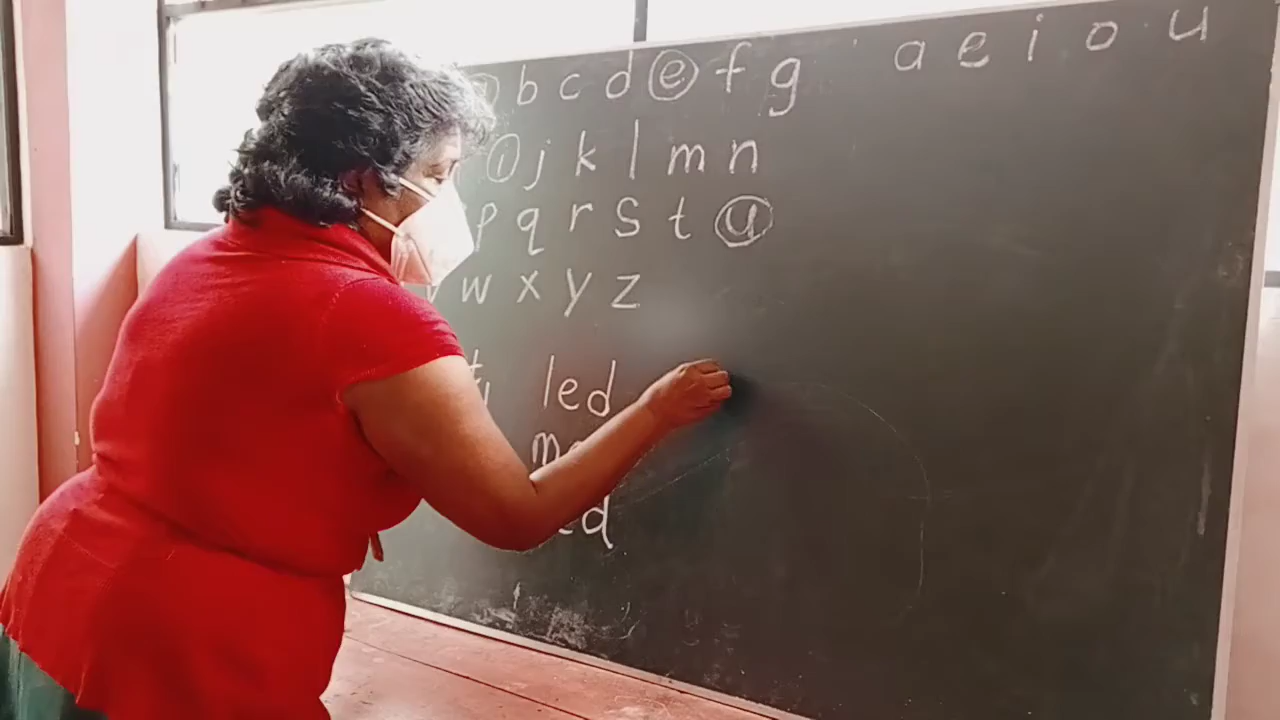 a b c d e f g a e i o u
i j k l m n
p q r s t u
v w x y z
led